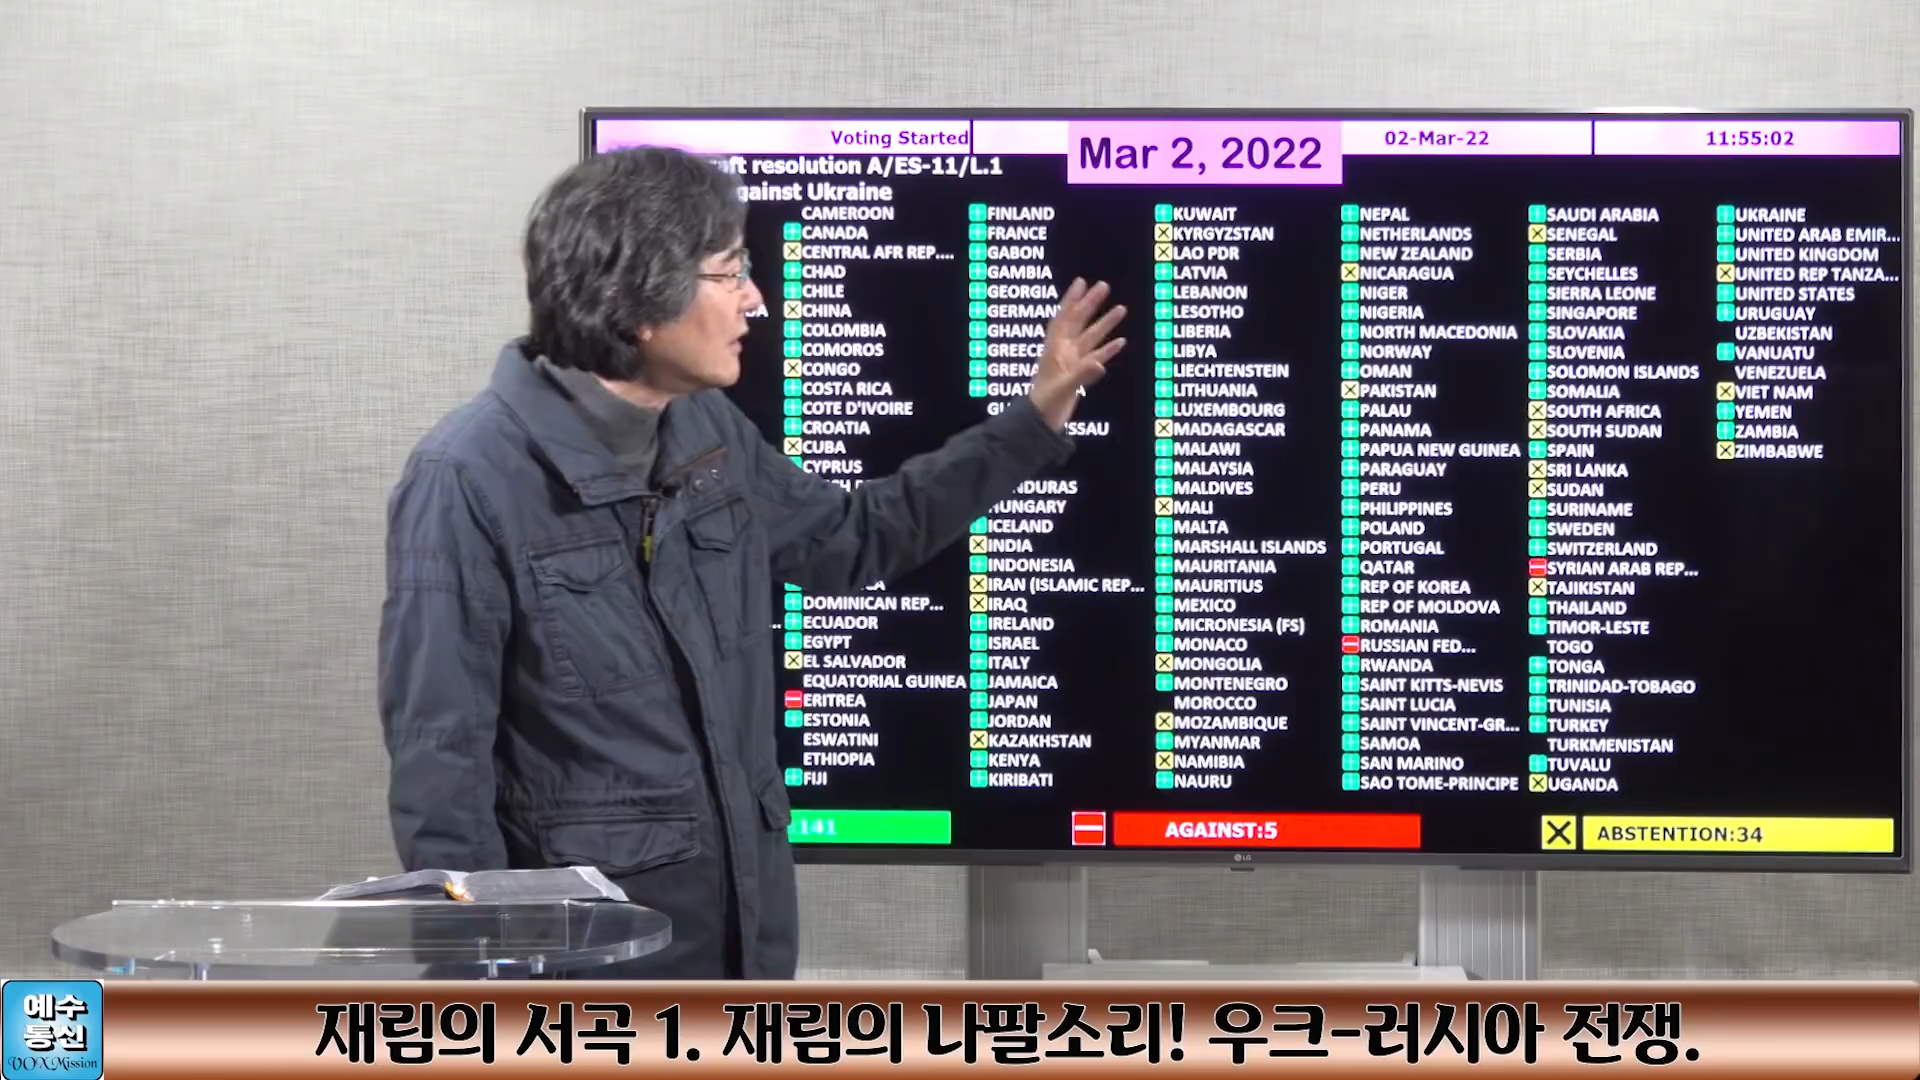 Voting Started
Mar 2, 2022
02-Mar-22
11:55:02
resolution A/ES-11/L.1
Ukraine
CAMEROON
CANADA
CENTRAL AFR REP....
CHAD
CHILE
CHINA
COLOMBIA
COMOROS
CONGO
COSTA RICA
COTE D'IVOIRE
CROATIA
CUBA
CYPRUS
DOMINICAN REP...
ECUADOR
EGYPT
EL SALVADOR
EQUATORIAL GUINEA
ERITREA
ESTONIA
ESWATINI
ETHIOPIA
FIJI
FINLAND
FRANCE
GABON
GAMBIA
GEORGIA
GERMANY
GHANA
GREECE
HUNGARY
ICELAND
INDIA
INDONESIA
IRAN (ISLAMIC REP...
IRAQ
IRELAND
ISRAEL
ITALY
JAMAICA
JAPAN
JORDAN
KAZAKHSTAN
KENYA
KIRIBATI
KUWAIT
KYRGYZSTAN
LAO PDR
LATVIA
LEBANON
LESOTHO
LIBERIA
LIBYA
LIECHTENSTEIN
LITHUANIA
LUXEMBOURG
MADAGASCAR
MALAWI
MALAYSIA
MALDIVES
MALI
MALTA
MARSHALL ISLANDS
MAURITANIA
MAURITIUS
MEXICO
MICRONESIA (FS)
MONACO
MONGOLIA
MONTENEGRO
MOROCCO
MOZAMBIQUE
MYANMAR
NAMIBIA
NAURU
NEPAL
NETHERLANDS
NEW ZEALAND
NICARAGUA
NIGER
NIGERIA
NORTH MACEDONIA
NORWAY
OMAN
PAKISTAN
PALAU
PANAMA
PAPUA NEW GUINEA
PARAGUAY
PERU
PHILIPPINES
POLAND
PORTUGAL
QATAR
REP OF KOREA
REP OF MOLDOVA
ROMANIA
RUSSIAN FED...
RWANDA
SAINT KITTS-NEVIS
SAINT LUCIA
SAINT VINCENT-GR...
SAMOA
SAN MARINO
SAO TOME-PRINCIPE
SAUDI ARABIA
SENEGAL
SERBIA
SEYCHELLES
SIERRA LEONE
SINGAPORE
SLOVAKIA
SLOVENIA
SOLOMON ISLANDS
SOMALIA
SOUTH AFRICA
SOUTH SUDAN
SPAIN
SRI LANKA
SUDAN
SURINAME
SWEDEN
SWITZERLAND
SYRIAN ARAB REP...
TAJIKISTAN
THAILAND
TIMOR-LESTE
TOGO
TONGA
TRINIDAD-TOBAGO
TUNISIA
TURKEY
TURKMENISTAN
TUVALU
UGANDA
UKRAINE
UNITED ARAB EMIR...
UNITED KINGDOM
UNITED REP TANZA...
UNITED STATES
URUGUAY
UZBEKISTAN
VANUATU
VENEZUELA
VIET NAM
YEMEN
ZAMBIA
ZIMBABWE
:141
AGAINST:5
ABSTENTION:34
LG
예수
통신
VOX Mission
재림의 서곡 1. 재림의 나팔소리! 우크-러시아 전쟁.